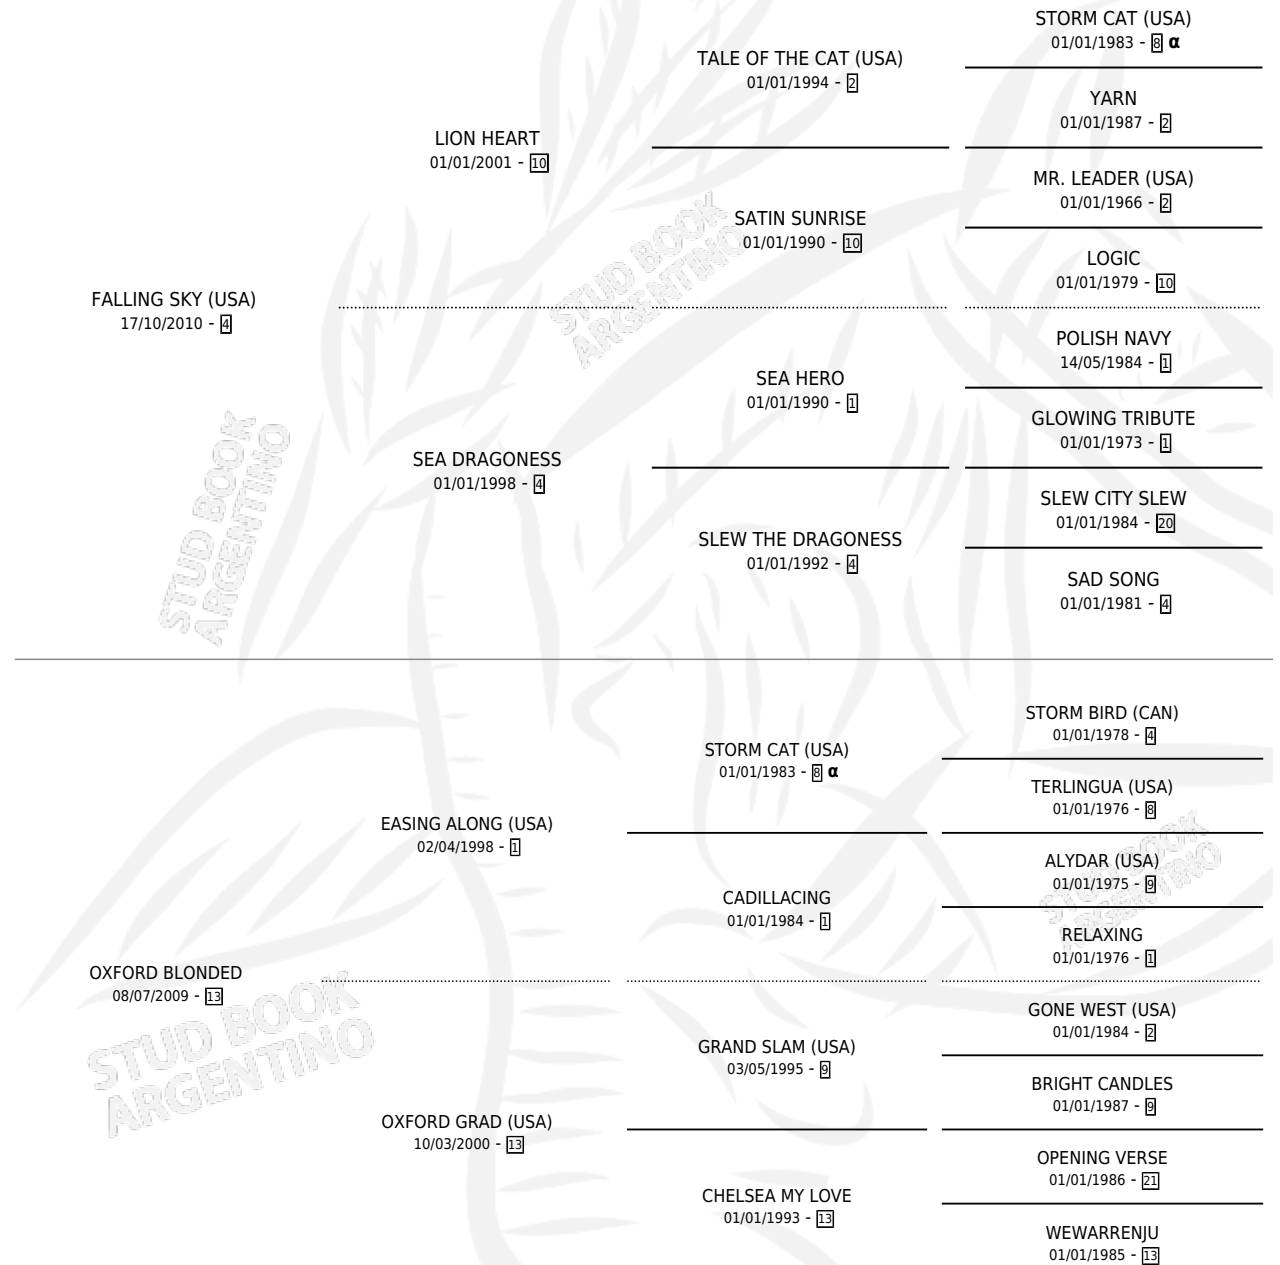 STORM CAT (USA)
01/01/1983 - 8 α
TALE OF THE CAT (USA)
01/01/1994 - 2
YARN
01/01/1987 - 2
LION HEART
01/01/2001 - 10
MR. LEADER (USA)
01/01/1966 - 2
SATIN SUNRISE
01/01/1990 - 10
LOGIC
01/01/1979 - 10
FALLING SKY (USA)
17/10/2010 - 4
POLISH NAVY
14/05/1984 - 1
SEA HERO
01/01/1990 - 1
GLOWING TRIBUTE
01/01/1973 - 1
SEA DRAGONESS
01/01/1998 - 4
SLEW CITY SLEW
01/01/1984 - 20
SLEW THE DRAGONESS
01/01/1992 - 4
SAD SONG
01/01/1981 - 4
STUD BOOK
ARGENTINO
STUD BOOK
ARGENTINO
STORM BIRD (CAN)
01/01/1978 - 4
STORM CAT (USA)
01/01/1983 - 8 α
TERLINGUA (USA)
01/01/1976 - 8
EASING ALONG (USA)
02/04/1998 - 1
ALYDAR (USA)
01/01/1975 - 9
CADILLACING
01/01/1984 - 1
RELAXING
01/01/1976 - 1
OXFORD BLONDED
08/07/2009 - 13
GONE WEST (USA)
01/01/1984 - 2
GRAND SLAM (USA)
03/05/1995 - 9
BRIGHT CANDLES
01/01/1987 - 9
OXFORD GRAD (USA)
10/03/2000 - 13
OPENING VERSE
01/01/1986 - 21
CHELSEA MY LOVE
01/01/1993 - 13
WEWARRENJU
01/01/1985 - 13
STUD BOOK
ARGENTINO
STUD BOOK
ARGENTINO